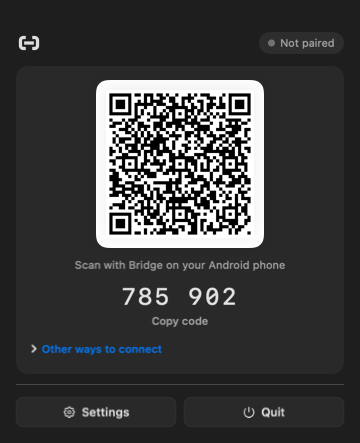 Not paired
Scan with Bridge on your Android phone
785 902
Copy code
Other ways to connect
Settings
Quit